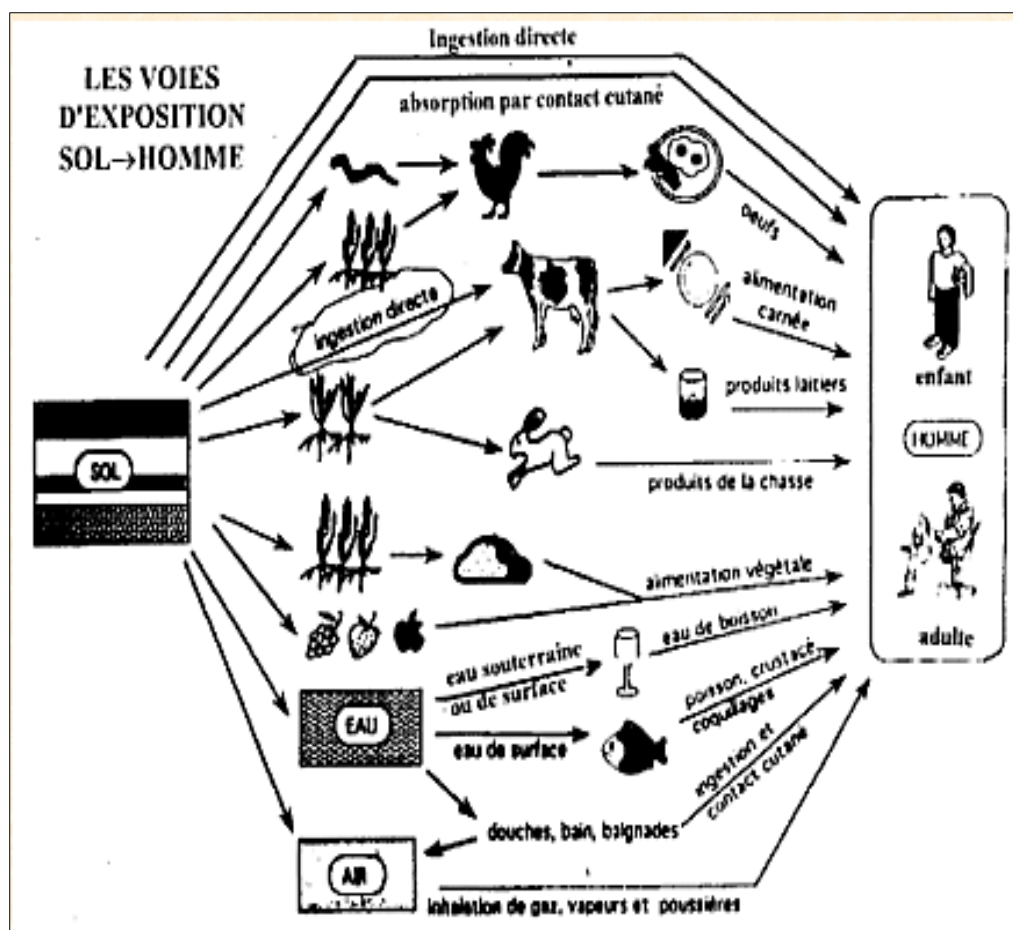 LES VOIES
D'EXPOSITION
SOL→HOMME
Ingestion directe
absorption par contact cutané
oeufs
ingestion directe
alimentation
carnée
produits laitiers
enfant
HOMME
SOL
produits de la chasse
alimentation végétale
eau de boisson
adulte
eau souterraine
ou de surface
EAU
eau de surface
poisson, crustacé,
coquillages
ingestion et
contact cutane
douches, bain, baignades
AIR
inhalation de gaz, vapeurs et poussières